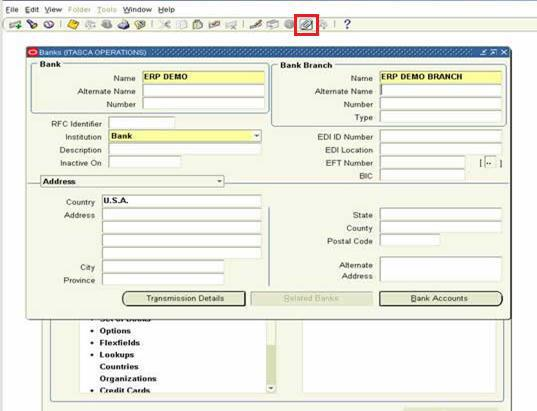 File Edit View Folder Tools Window Help
Banks (ITASCA OPERATIONS)
Bank
Name ERP DEMO
Alternate Name
Number
Bank Branch
Name ERP DEMO BRANCH
Alternate Name
Number
Type
RFC Identifier
Institution Bank
Description
Inactive On
EDI ID Number
EDI Location
EFT Number
BIC
Address
Country U.S.A.
Address
City
Province
State
County
Postal Code
Alternate
Address
Transmission Details
Related Banks
Bank Accounts
Set of Books
• Options
• Flexfields
• Lookups
Countries
Organizations
• Credit Cards